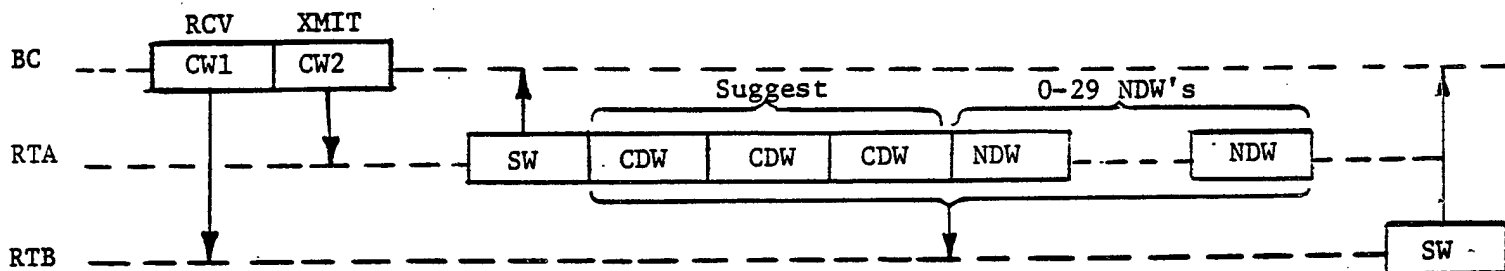 RCV XMIT
BC CW1 CW2
Suggest 0-29 NDW's
RTA SW CDW CDW CDW NDW NDW
RTB SW